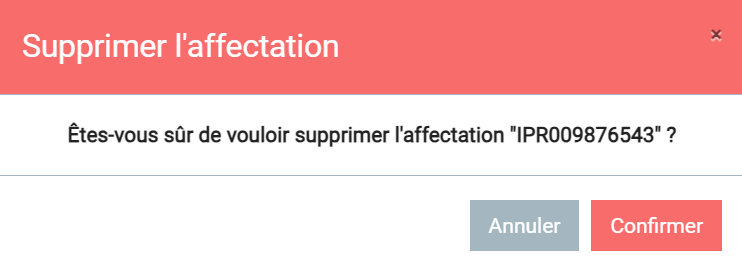 Supprimer l'affectation
×
Êtes-vous sûr de vouloir supprimer l'affectation "IPR009876543" ?
Annuler Confirmer